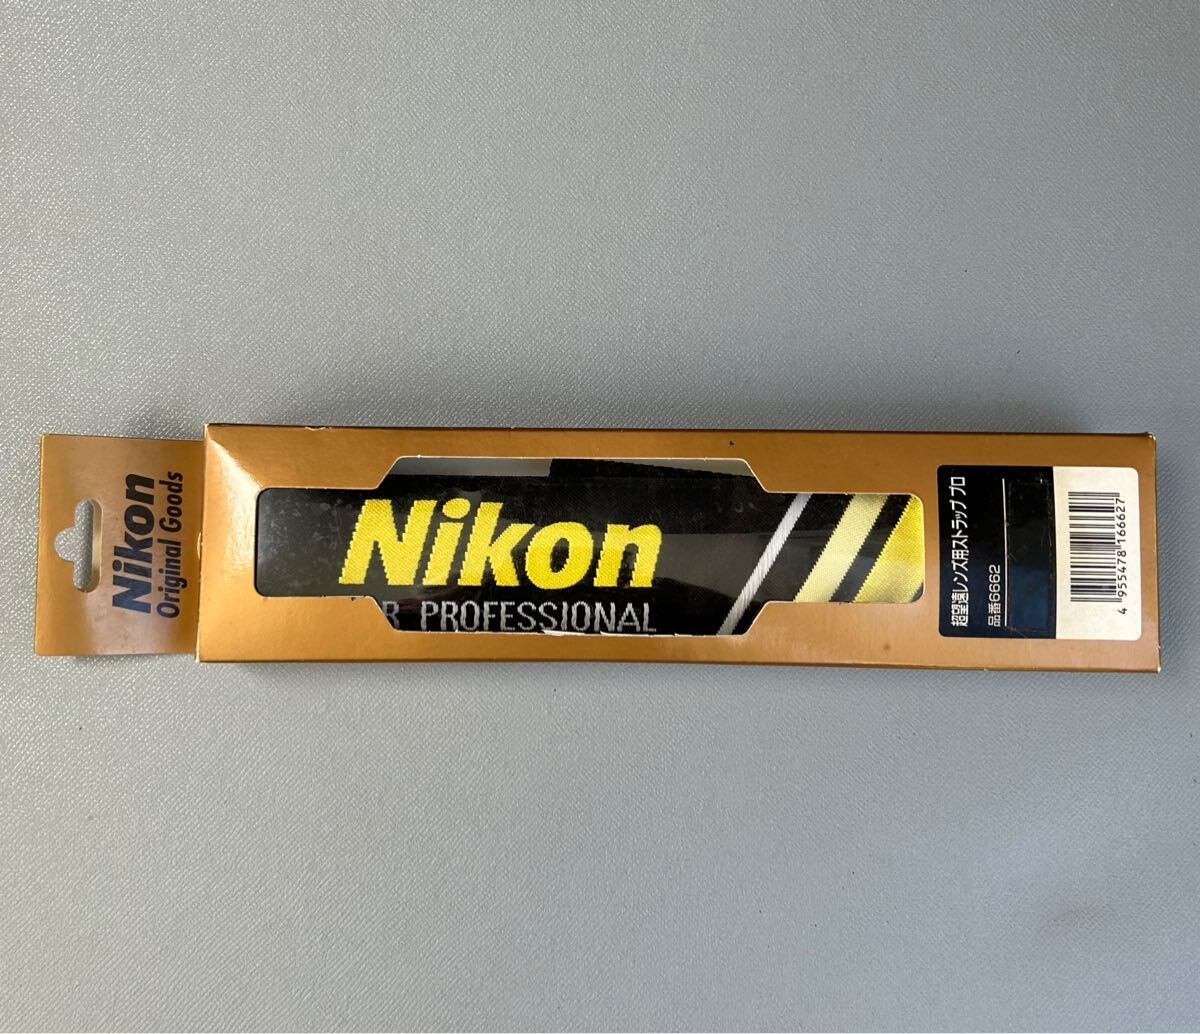 Nikon
Original Goods
Nikon
R PROFESSIONAL
超望遠レンズ用ストラップ プロ
品番6662
4 955478 166627